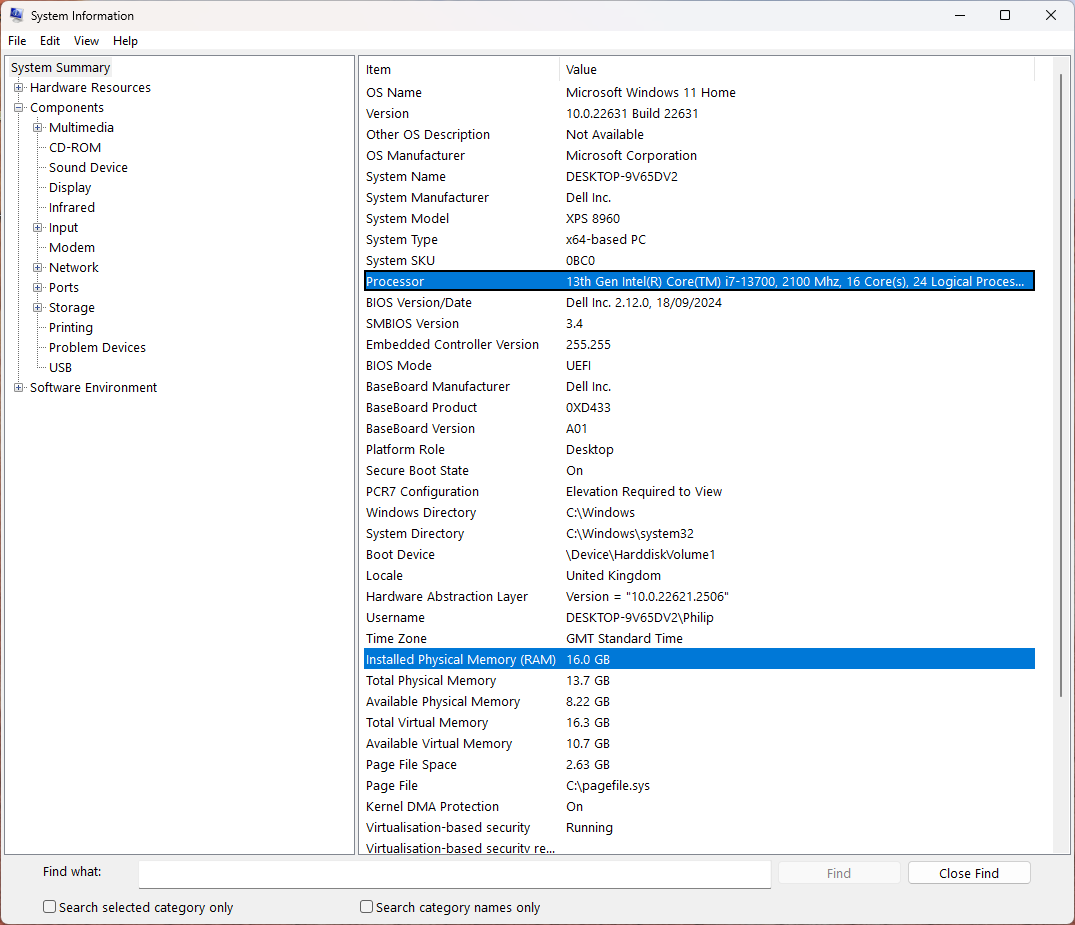 System Information
File Edit View Help
System Summary
Hardware Resources
Components
Multimedia
CD-ROM
Sound Device
Display
Infrared
Input
Modem
Network
Ports
Storage
Printing
Problem Devices
USB
Software Environment
Item Value
OS Name Microsoft Windows 11 Home
Version 10.0.22631 Build 22631
Other OS Description Not Available
OS Manufacturer Microsoft Corporation
System Name DESKTOP-9V65DV2
System Manufacturer Dell Inc.
System Model XPS 8960
System Type x64-based PC
System SKU 0BC0
Processor 13th Gen Intel(R) Core(TM) i7-13700, 2100 Mhz, 16 Core(s), 24 Logical Proces...
BIOS Version/Date Dell Inc. 2.12.0, 18/09/2024
SMBIOS Version 3.4
Embedded Controller Version 255.255
BIOS Mode UEFI
BaseBoard Manufacturer Dell Inc.
BaseBoard Product 0XD433
BaseBoard Version A01
Platform Role Desktop
Secure Boot State On
PCR7 Configuration Elevation Required to View
Windows Directory C:\Windows
System Directory C:\Windows\system32
Boot Device \Device\HarddiskVolume1
Locale United Kingdom
Hardware Abstraction Layer Version = "10.0.22621.2506"
Username DESKTOP-9V65DV2\Philip
Time Zone GMT Standard Time
Installed Physical Memory (RAM) 16.0 GB
Total Physical Memory 13.7 GB
Available Physical Memory 8.22 GB
Total Virtual Memory 16.3 GB
Available Virtual Memory 10.7 GB
Page File Space 2.63 GB
Page File C:\pagefile.sys
Kernel DMA Protection On
Virtualisation-based security Running
Virtualisation-based security re...
Find what: Find Close Find
Search selected category only Search category names only